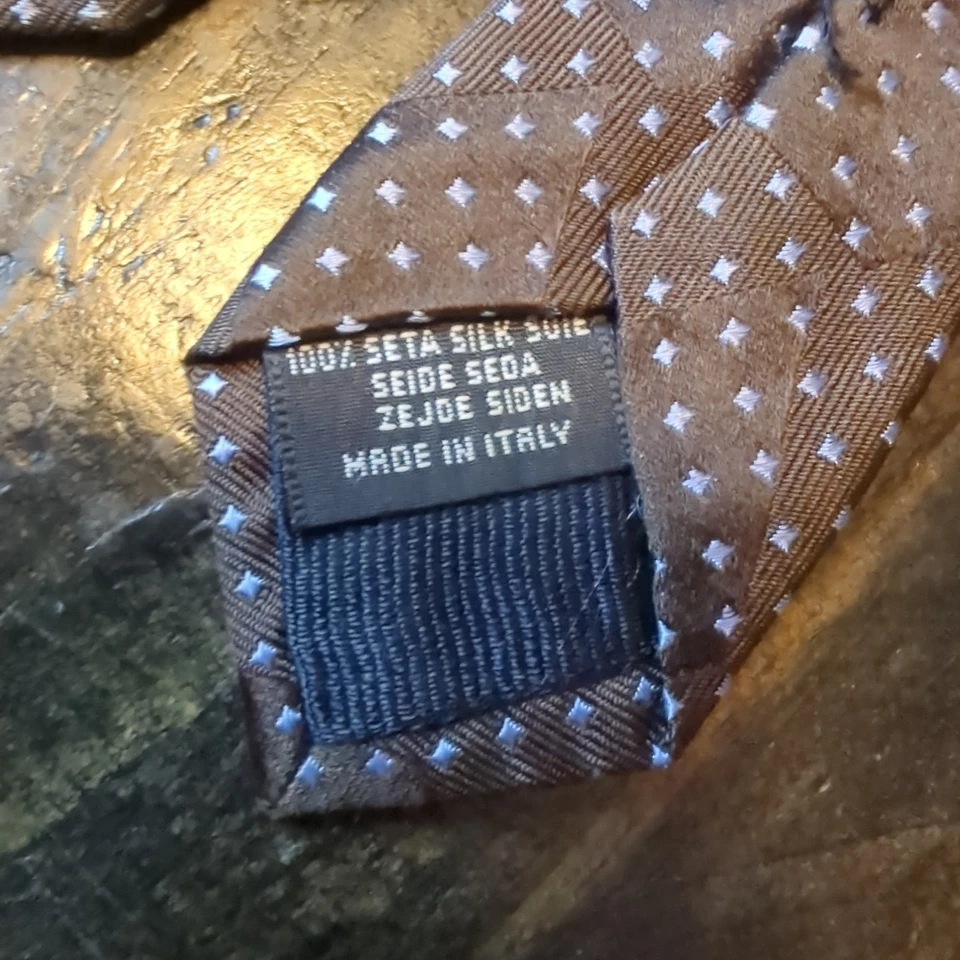 100% SETA SILK SOIE
SEIDE SEDA
ZEJDE SIDEN
MADE IN ITALY